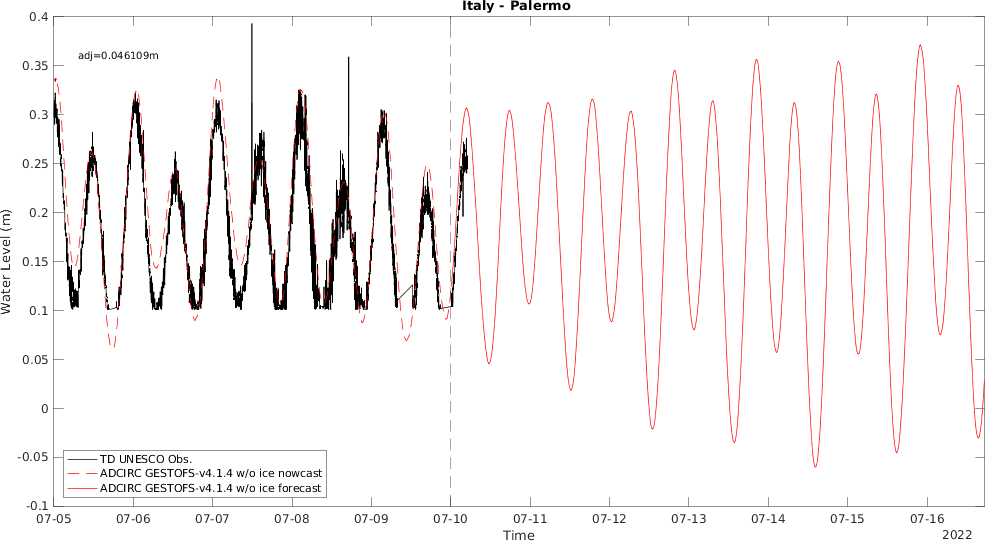 Italy - Palermo
adj=0.046109m
0.4
0.35
0.3
0.25
0.2
0.15
0.1
0.05
0
-0.05
-0.1
Water Level (m)
TD UNESCO Obs.
ADCIRC GESTOFS-v4.1.4 w/o ice nowcast
ADCIRC GESTOFS-v4.1.4 w/o ice forecast
07-05 07-06 07-07 07-08 07-09 07-10 07-11 07-12 07-13 07-14 07-15 07-16
Time
2022